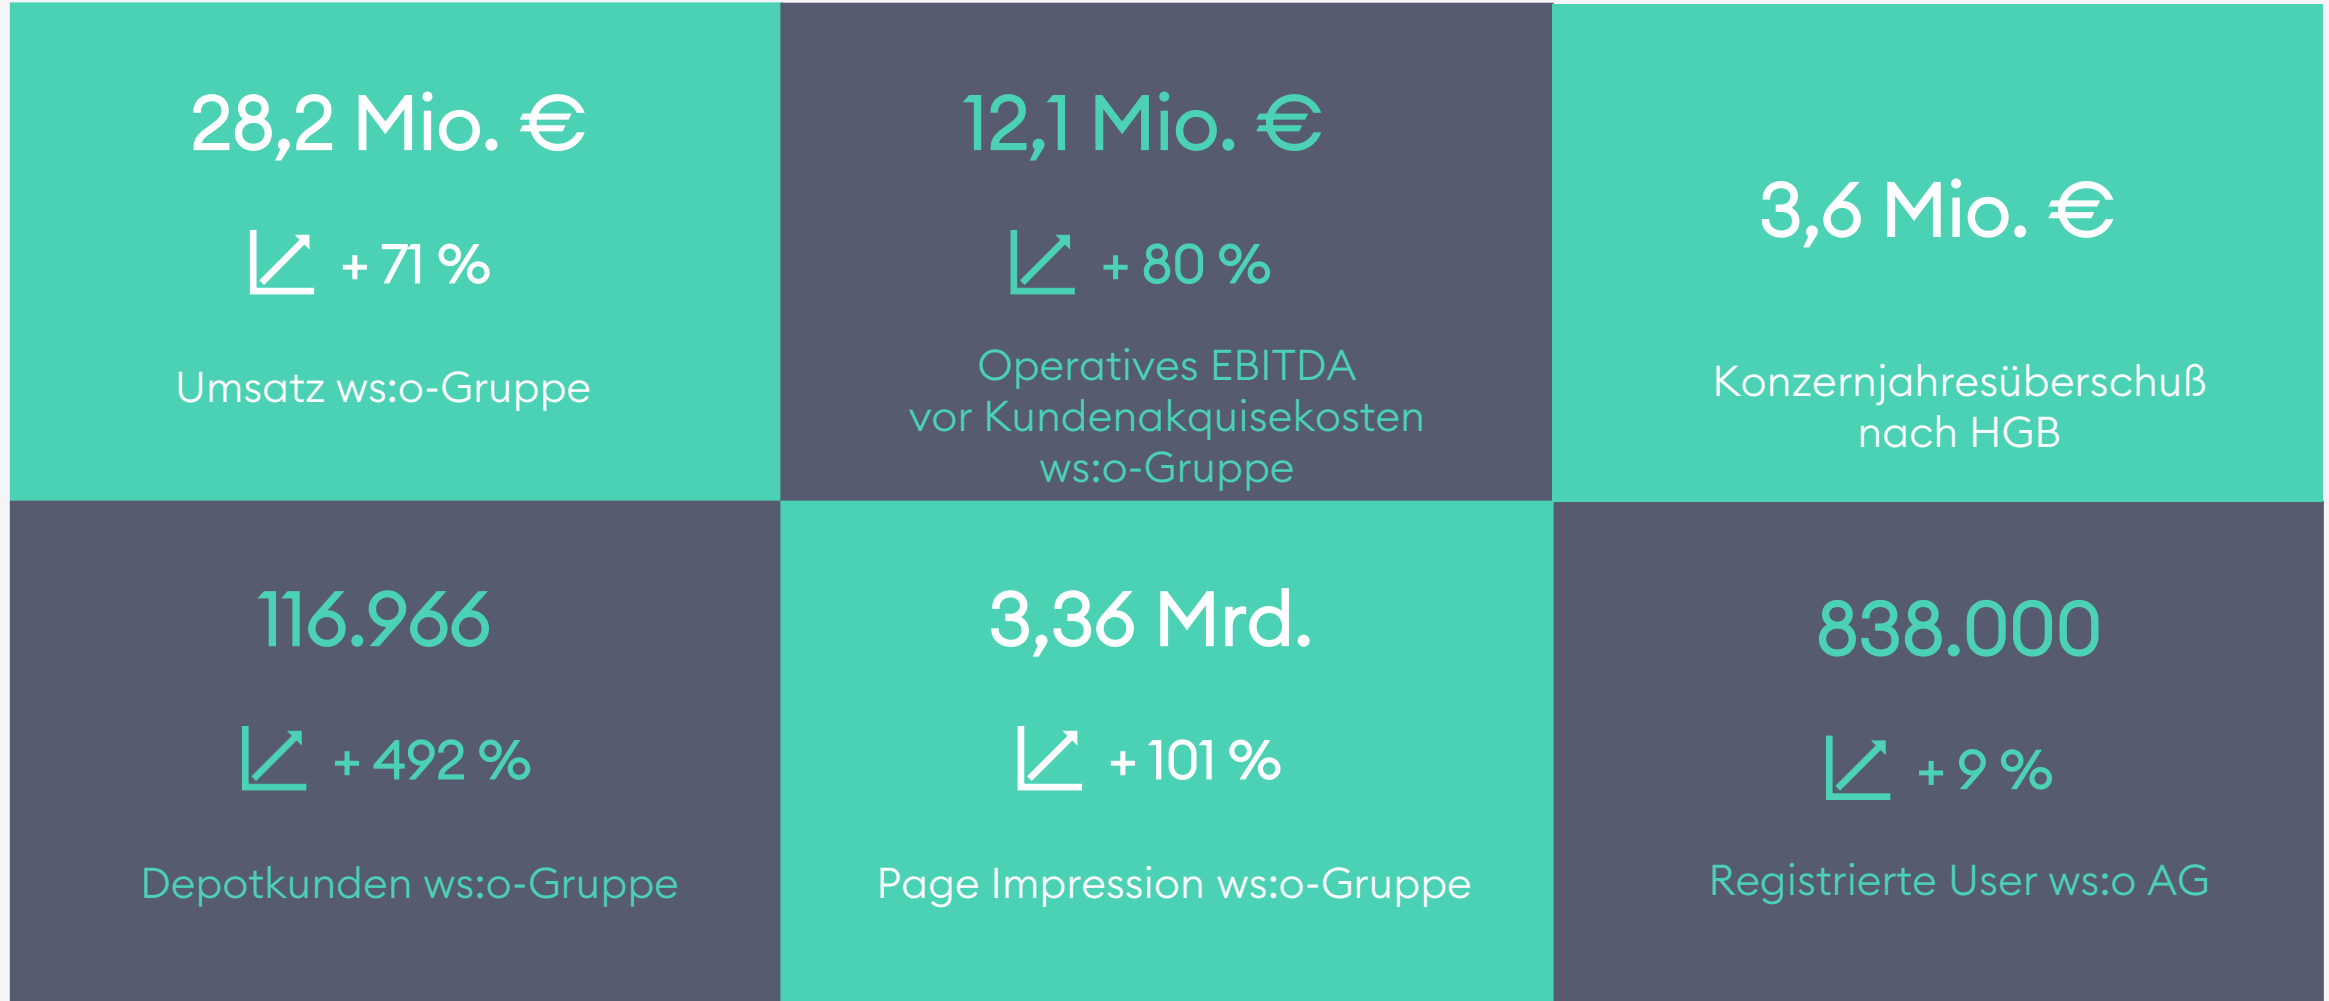 28,2 Mio. €
+ 71 %
Umsatz ws:o-Gruppe
12,1 Mio. €
+ 80 %
Operatives EBITDA
vor Kundenakquisekosten
ws:o-Gruppe
3,6 Mio. €
Konzernjahresüberschuß
nach HGB
116.966
+ 492 %
Depotkunden ws:o-Gruppe
3,36 Mrd.
+ 101 %
Page Impression ws:o-Gruppe
838.000
+ 9 %
Registrierte User ws:o AG